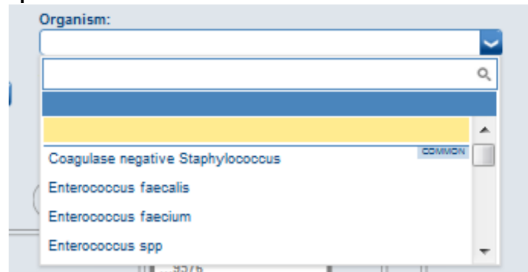 Organism:
COMMON
Coagulase negative Staphylococcus
Enterococcus faecalis
Enterococcus faecium
Enterococcus spp